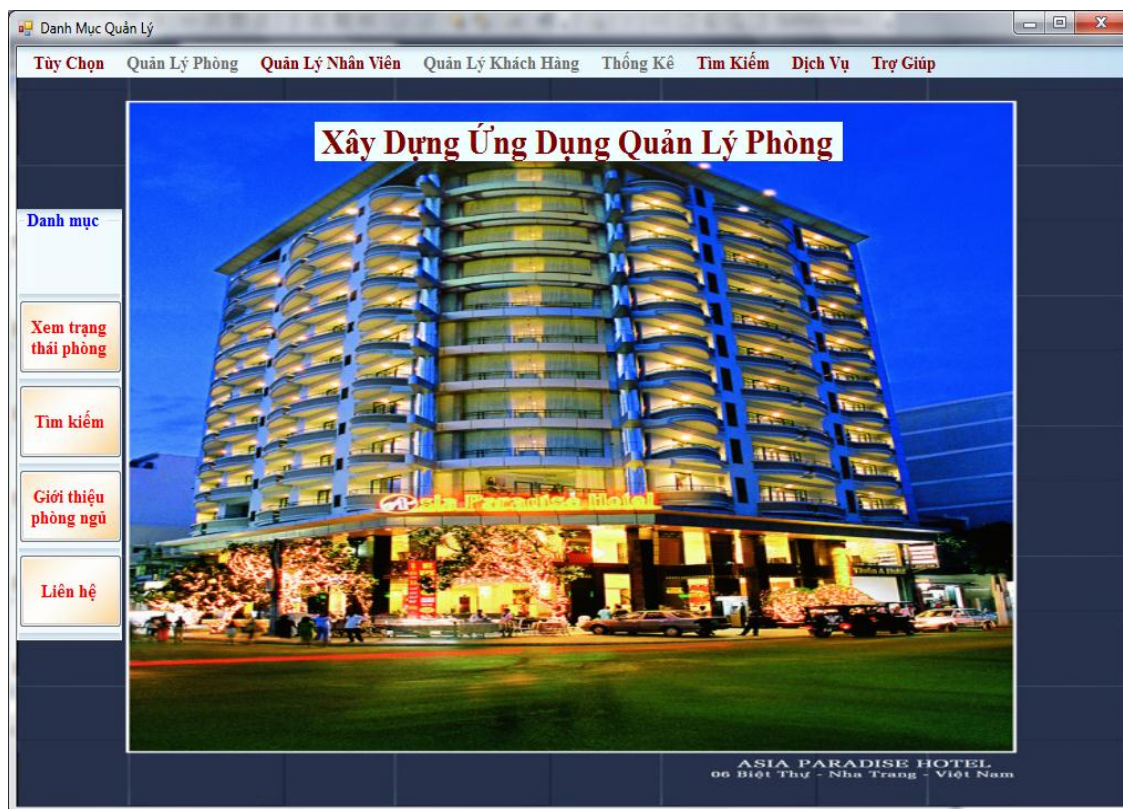 Danh Mục Quản Lý
Tùy Chọn Quản Lý Phòng Quản Lý Nhân Viên Quản Lý Khách Hàng Thống Kê Tìm Kiếm Dịch Vụ Trợ Giúp
Xây Dựng Ứng Dụng Quản Lý Phòng
Danh mục
Xem trạng
thái phòng
Tìm kiếm
Giới thiệu
phòng ngủ
Liên hệ
Asia Paradise Hotel
ASIA PARADISE HOTEL
06 Biệt Thự - Nha Trang - Việt Nam